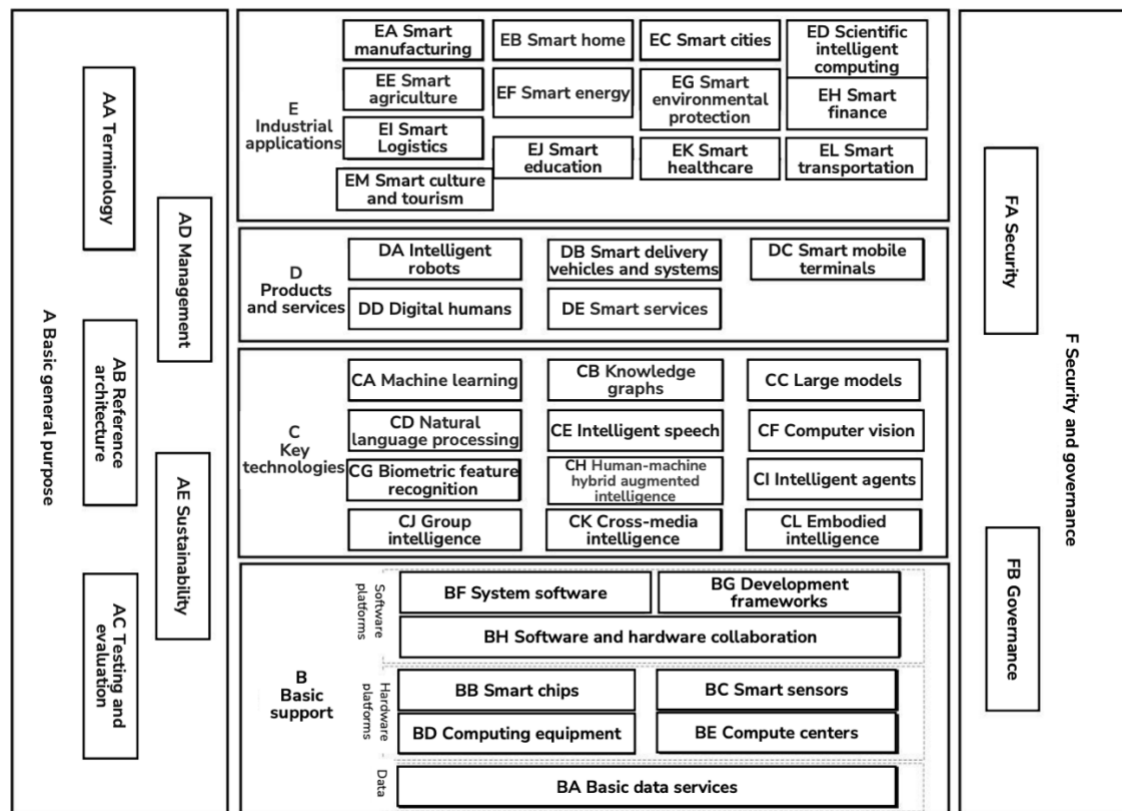 A Basic general purpose
AA Terminology
AB Reference
architecture
AC Testing and
evaluation
AD Management
AE Sustainability
E
Industrial
applications
EA Smart
manufacturing
EB Smart home
EC Smart cities
ED Scientific
intelligent
computing
EE Smart
agriculture
EF Smart energy
EG Smart
environmental
protection
EH Smart
finance
EI Smart
Logistics
EJ Smart
education
EK Smart
healthcare
EL Smart
transportation
EM Smart culture
and tourism
D
Products
and services
DA Intelligent
robots
DB Smart delivery
vehicles and systems
DC Smart mobile
terminals
DD Digital humans
DE Smart services
C
Key
technologies
CA Machine learning
CB Knowledge
graphs
CC Large models
CD Natural
language processing
CE Intelligent speech
CF Computer vision
CG Biometric feature
recognition
CH Human-machine
hybrid augmented
intelligence
CI Intelligent agents
CJ Group
intelligence
CK Cross-media
intelligence
CL Embodied
intelligence
B
Basic
support
Software
platforms
BF System software
BG Development
frameworks
BH Software and hardware collaboration
Hardware
platforms
BB Smart chips
BC Smart sensors
BD Computing equipment
BE Compute centers
Data
BA Basic data services
FA Security
FB Governance
F Security and governance